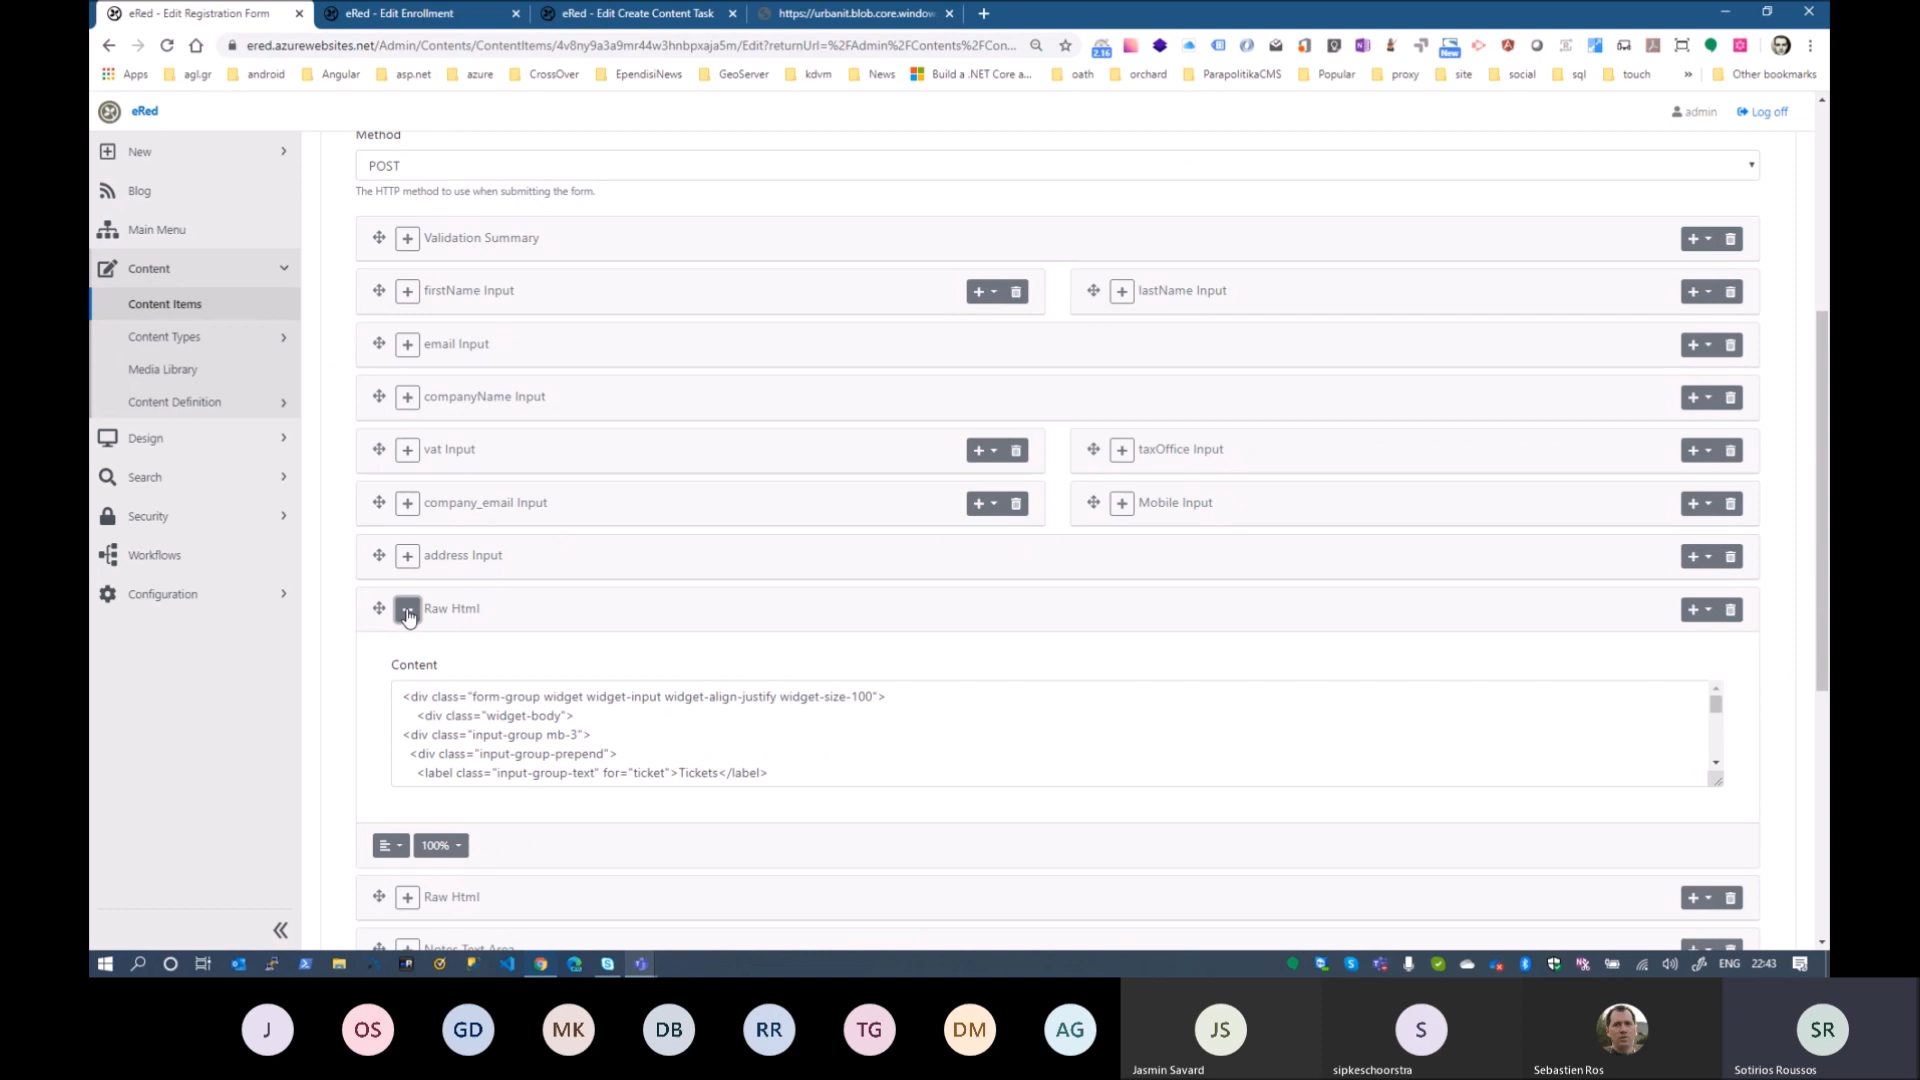 eRed - Edit Registration Form
eRed - Edit Enrollment
eRed - Edit Create Content Task
https://urbanit.blob.core.window
ered.azurewebsites.net/Admin/Contents/ContentItems/4v8ny9a3a9mr44w3hnbpxaja5m/Edit?returnUrl=%2FAdmin%2FContents%2FCon...
2.16
New
Apps agl.gr android Angular asp.net azure CrossOver EpendisiNews GeoServer kdvm News Build a .NET Core a... oath orchard ParapolitikaCMS Popular proxy site social sql touch » Other bookmarks
eRed
admin
Log off
New
Blog
Main Menu
Content
Content Items
Content Types
Media Library
Content Definition
Design
Search
Security
Workflows
Configuration
Method
POST
The HTTP method to use when submitting the form.
Validation Summary
firstName Input
lastName Input
email Input
companyName Input
vat Input
taxOffice Input
company_email Input
Mobile Input
address Input
Raw Html
Content
<div class="form-group widget widget-input widget-align-justify widget-size-100">
<div class="widget-body">
<div class="input-group mb-3">
<div class="input-group-prepend">
<label class="input-group-text" for="ticket">Tickets</label>
100%
Raw Html
Notes Text Area
ENG
22:43
J
OS
GD
MK
DB
RR
TG
DM
AG
JS
S
SR
Jasmin Savard
sipkeschoorstra
Sebastien Ros
Sotirios Roussos